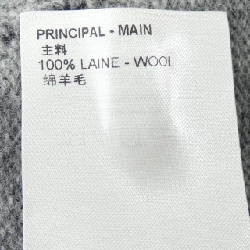 PRINCIPAL - MAIN
主料
100% LAINE - WOOL
绵羊毛